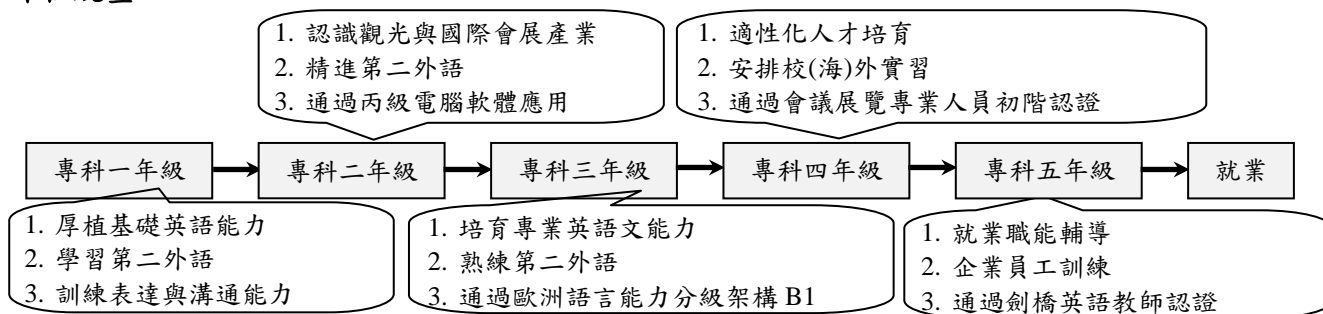 1. 認識觀光與國際會展產業
2. 精進第二外語
3. 通過丙級電腦軟體應用
1. 適性化人才培育
2. 安排校(海)外實習
3. 通過會議展覽專業人員初階認證
專科一年級
專科二年級
專科三年級
專科四年級
專科五年級
就業
1. 厚植基礎英語能力
2. 學習第二外語
3. 訓練表達與溝通能力
1. 培育專業英語文能力
2. 熟練第二外語
3. 通過歐洲語言能力分級架構 B1
1. 就業職能輔導
2. 企業員工訓練
3. 通過劍橋英語教師認證